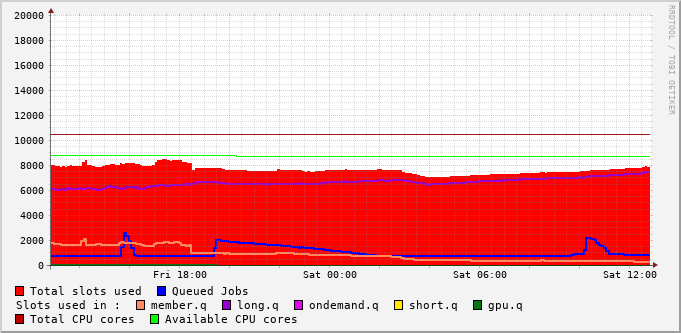 20000
18000
16000
14000
12000
10000
8000
6000
4000
2000
0
Fri 18:00 Sat 00:00 Sat 06:00 Sat 12:00
Total slots used Queued Jobs
Slots used in : member.q long.q ondemand.q short.q gpu.q
Total CPU cores Available CPU cores
RRDTOOL / TOBI OETIKER